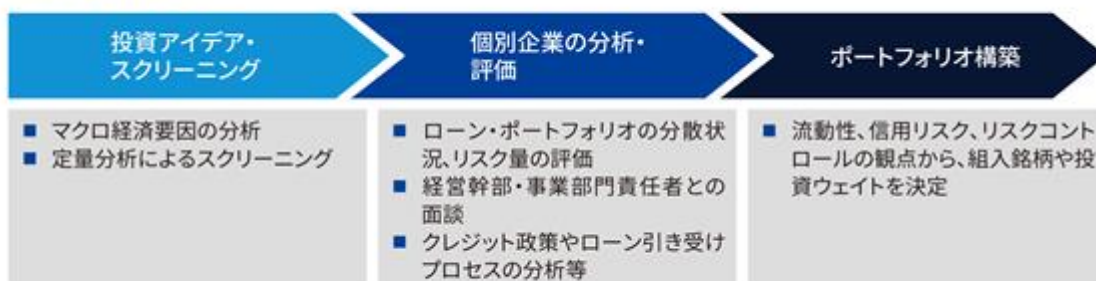 投資アイデア・
スクリーニング
個別企業の分析・
評価
ポートフォリオ構築
■ マクロ経済要因の分析
■ 定量分析によるスクリーニング
■ ローン・ポートフォリオの分散状
況、リスク量の評価
■ 経営幹部・事業部門責任者との
面談
■ クレジット政策やローン引き受け
プロセスの分析等
■ 流動性、信用リスク、リスクコント
ロールの観点から、組入銘柄や投
資ウェイトを決定